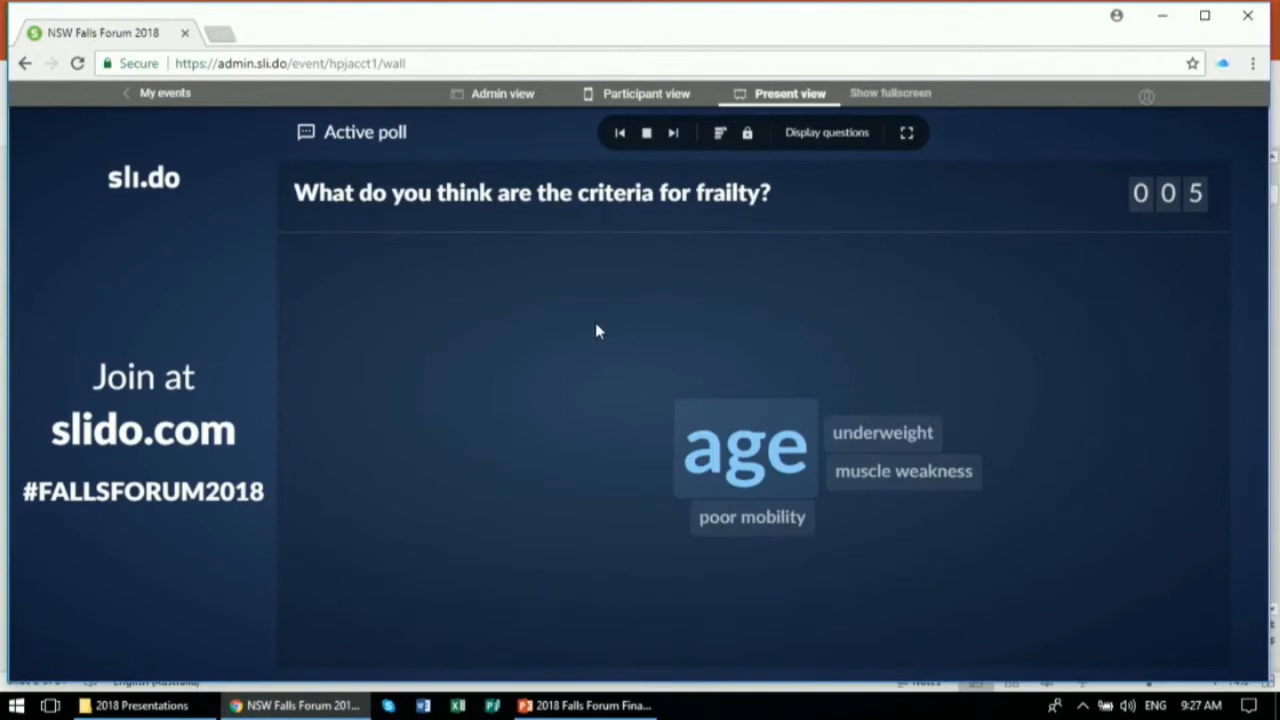 NSW Falls Forum 2018
Secure
https://admin.sli.do/event/hpjacct1/wall
My events
Admin view
Participant view
Present view
Show fullscreen
Active poll
Display questions
sli.do
What do you think are the criteria for frailty?
005
Join at
slido.com
#FALLSFORUM2018
age
underweight
muscle weakness
poor mobility
2018 Presentations
NSW Falls Forum 201...
2018 Falls Forum Fina...
ENG
9:27 AM